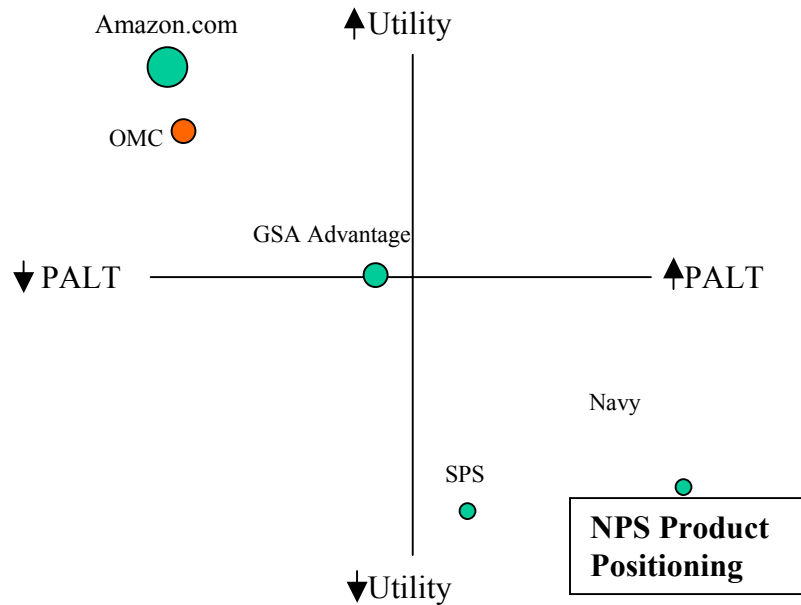 Amazon.com
Utility
OMC
GSA Advantage
PALT
PALT
Navy
SPS
NPS Product
Positioning
Utility